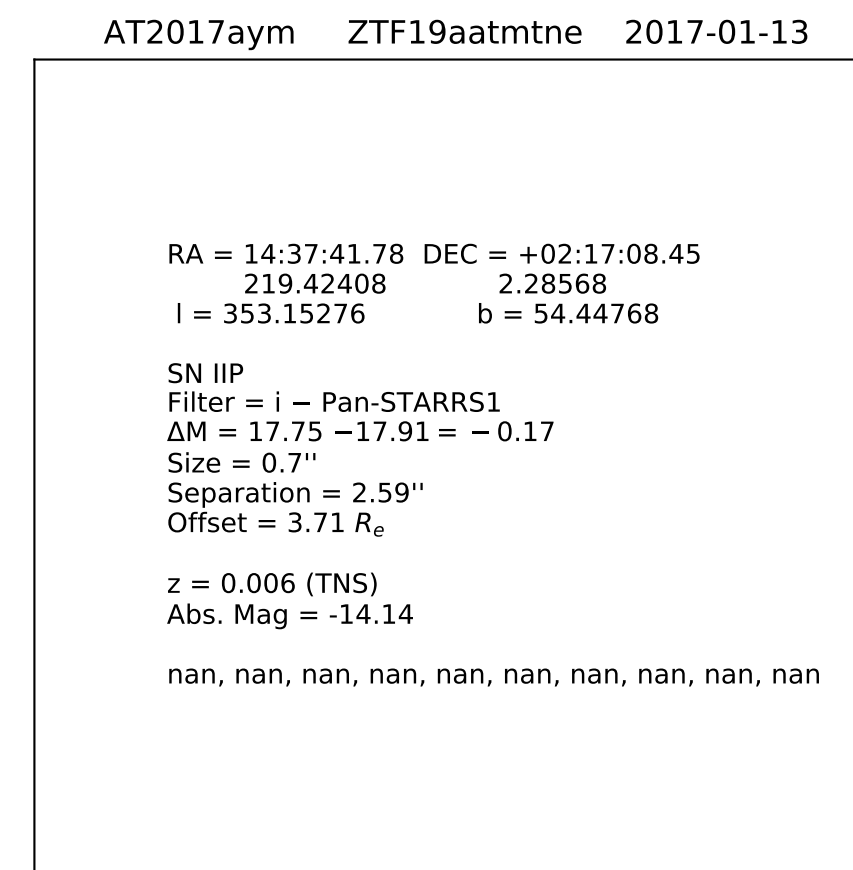 AT2017aym ZTF19aatmtne 2017-01-13
RA = 14:37:41.78 DEC = +02:17:08.45
219.42408 2.28568
l = 353.15276 b = 54.44768
SN IIP
Filter = i − Pan-STARRS1
ΔM = 17.75 −17.91 = − 0.17
Size = 0.7''
Separation = 2.59''
Offset = 3.71 Re
z = 0.006 (TNS)
Abs. Mag = -14.14
nan, nan, nan, nan, nan, nan, nan, nan, nan, nan